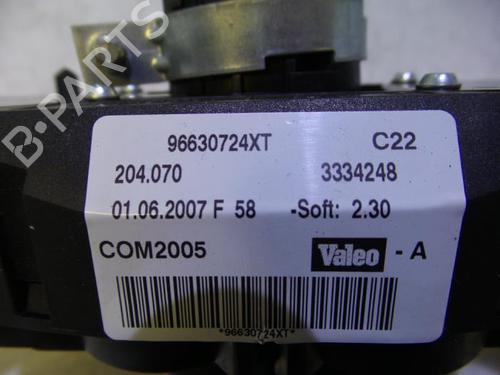 B-PARTS
96630724XT C22
204.070 3334248
01.06.2007 F 58 -Soft: 2.30
COM2005 Valeo - A
*96630724XT*